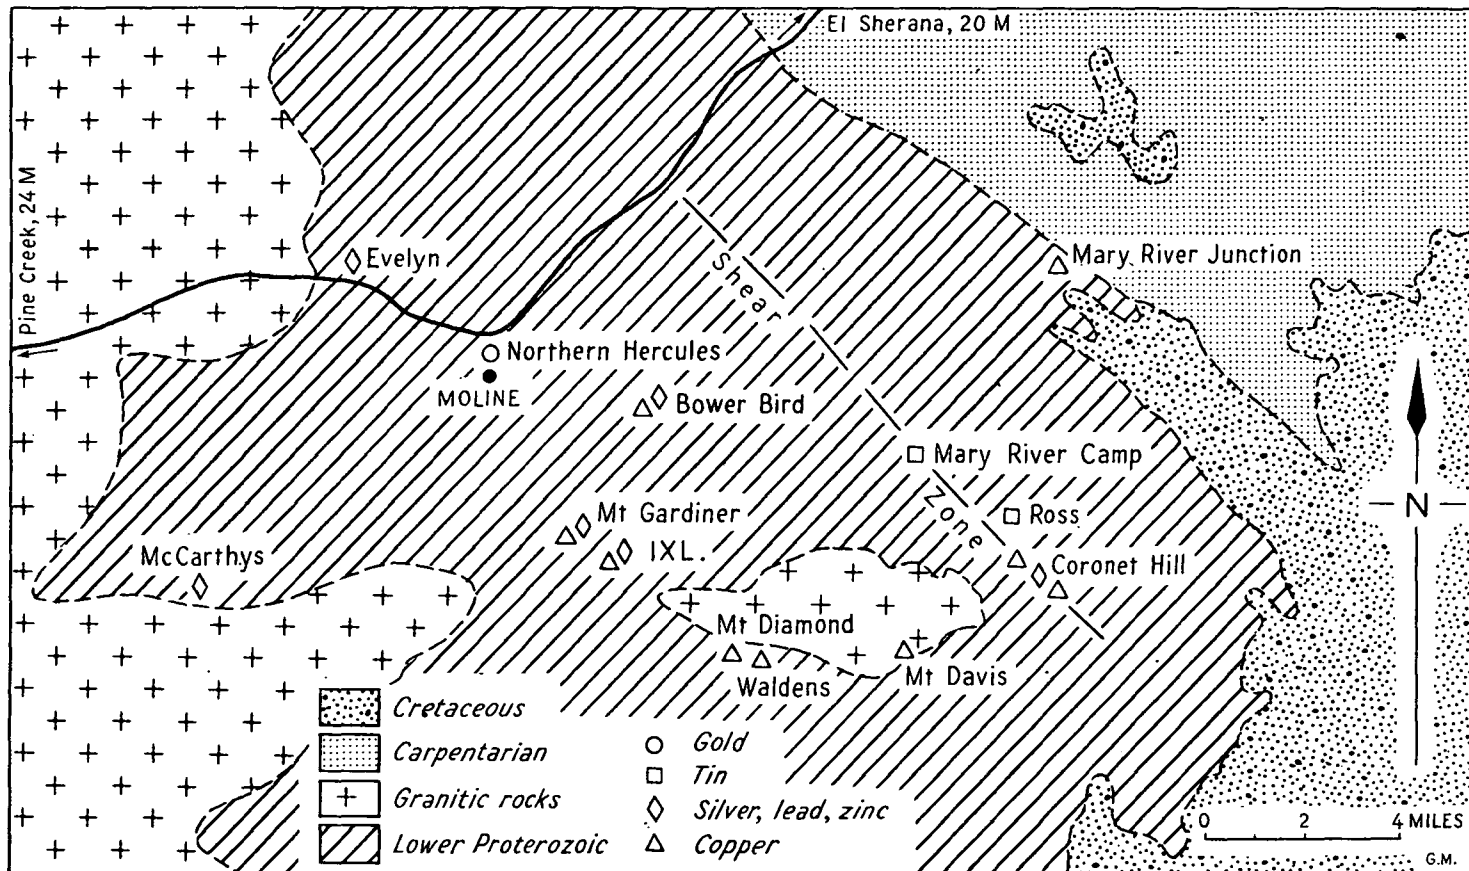 El Sherana, 20 M
Pine Creek, 24 M
Evelyn
Mary River Junction
Shear
Northern Hercules
MOLINE
Bower Bird
Mary River Camp
Zone
Ross
Mt Gardiner
IXL.
McCarthys
Coronet Hill
Mt Diamond
Waldens
Mt Davis
N
Cretaceous
Carpentarian
Granitic rocks
Lower Proterozoic
Gold
Tin
Silver, lead, zinc
Copper
0 2 4 MILES
G.M.